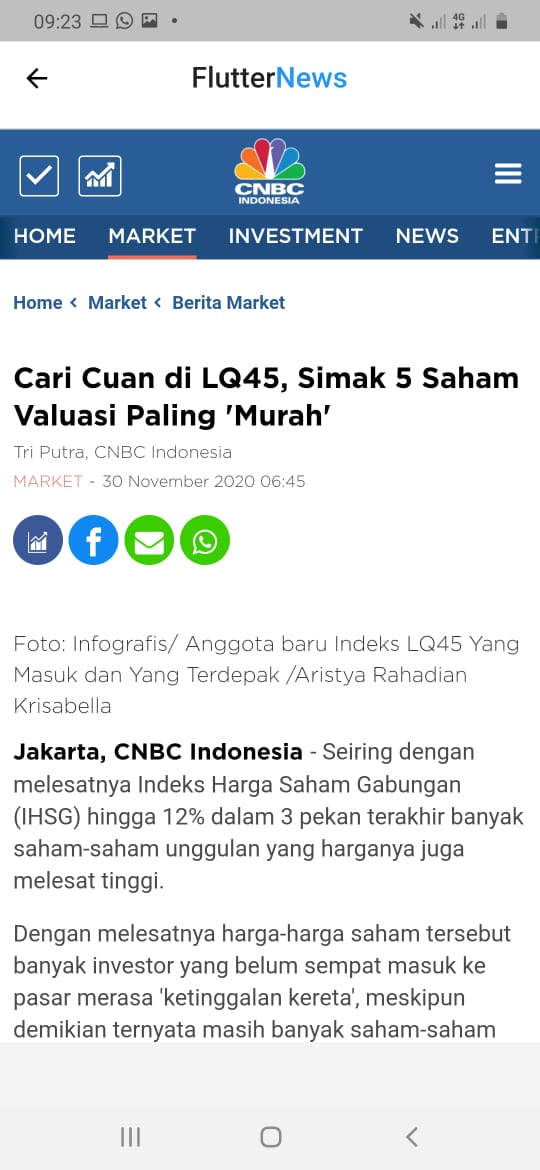 09:23
4G
FlutterNews
CNBC
INDONESIA
HOME MARKET INVESTMENT NEWS
Home < Market < Berita Market
Cari Cuan di LQ45, Simak 5 Saham
Valuasi Paling 'Murah'
Tri Putra, CNBC Indonesia
MARKET - 30 November 2020 06:45
Foto: Infografis/ Anggota baru Indeks LQ45 Yang
Masuk dan Yang Terdepak /Aristya Rahadian
Krisabella
Jakarta, CNBC Indonesia - Seiring dengan
melesatnya Indeks Harga Saham Gabungan
(IHSG) hingga 12% dalam 3 pekan terakhir banyak
saham-saham unggulan yang harganya juga
melesat tinggi.
Dengan melesatnya harga-harga saham tersebut
banyak investor yang belum sempat masuk ke
pasar merasa 'ketinggalan kereta', meskipun
demikian ternyata masih banyak saham-saham